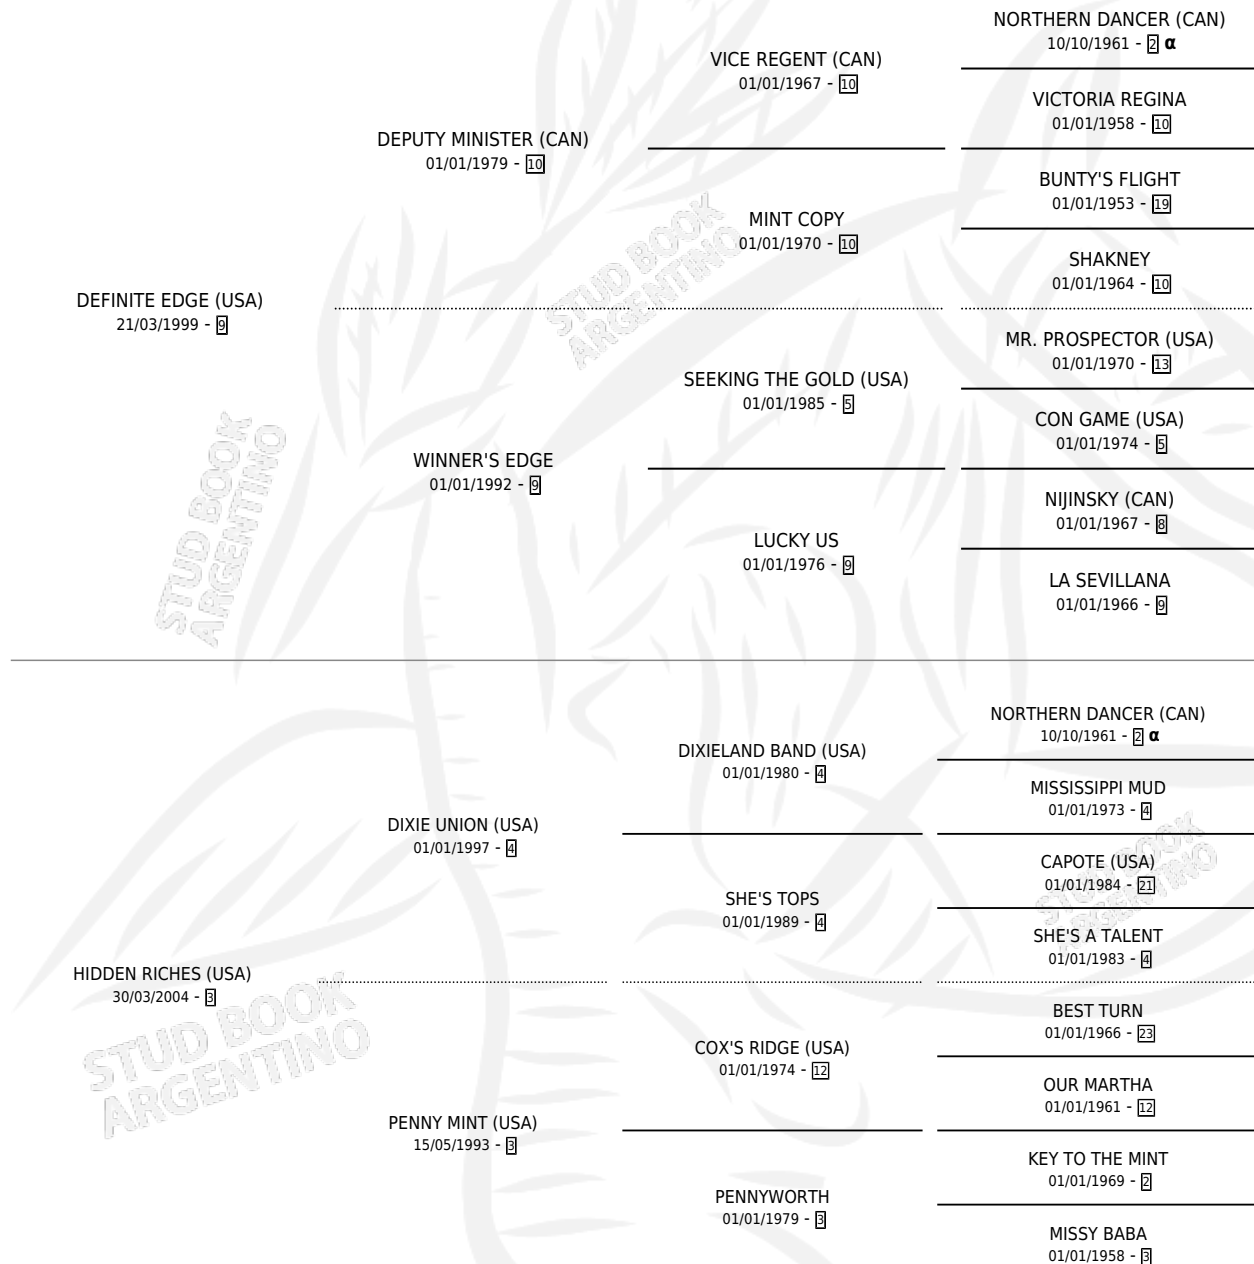 NORTHERN DANCER (CAN)
10/10/1961 - 2 α
VICE REGENT (CAN)
01/01/1967 - 10
VICTORIA REGINA
01/01/1958 - 10
DEPUTY MINISTER (CAN)
01/01/1979 - 10
BUNTY'S FLIGHT
01/01/1953 - 19
MINT COPY
01/01/1970 - 10
SHAKNEY
01/01/1964 - 10
DEFINITE EDGE (USA)
21/03/1999 - 9
MR. PROSPECTOR (USA)
01/01/1970 - 13
SEEKING THE GOLD (USA)
01/01/1985 - 5
CON GAME (USA)
01/01/1974 - 5
WINNER'S EDGE
01/01/1992 - 9
NIJINSKY (CAN)
01/01/1967 - 8
LUCKY US
01/01/1976 - 9
LA SEVILLANA
01/01/1966 - 9
NORTHERN DANCER (CAN)
10/10/1961 - 2 α
DIXIELAND BAND (USA)
01/01/1980 - 4
MISSISSIPPI MUD
01/01/1973 - 4
DIXIE UNION (USA)
01/01/1997 - 4
CAPOTE (USA)
01/01/1984 - 21
SHE'S TOPS
01/01/1989 - 4
SHE'S A TALENT
01/01/1983 - 4
HIDDEN RICHES (USA)
30/03/2004 - 3
BEST TURN
01/01/1966 - 23
COX'S RIDGE (USA)
01/01/1974 - 12
OUR MARTHA
01/01/1961 - 12
PENNY MINT (USA)
15/05/1993 - 3
KEY TO THE MINT
01/01/1969 - 2
PENNYWORTH
01/01/1979 - 3
MISSY BABA
01/01/1958 - 3
STUD BOOK
ARGENTINO
STUD BOOK
ARGENTINO
STUD BOOK
ARGENTINO
STUD BOOK
ARGENTINO